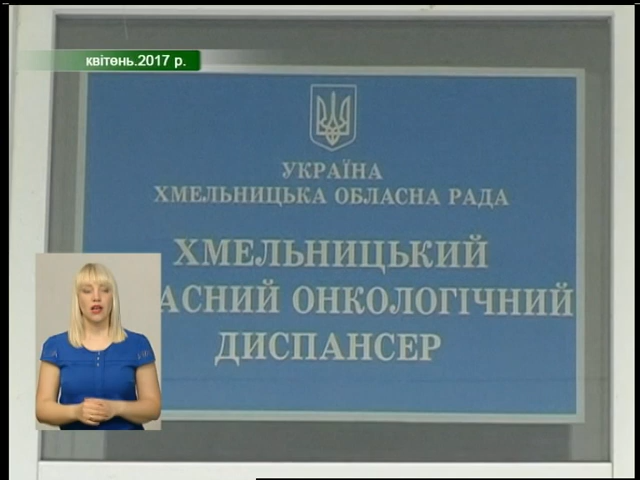 квітень.2017 р.
УКРАЇНА
ХМЕЛЬНИЦЬКА ОБЛАСНА РАДА
ХМЕЛЬНИЦЬКИЙ
АСНИЙ ОНКОЛОГІЧНИЙ
ДИСПАНСЕР